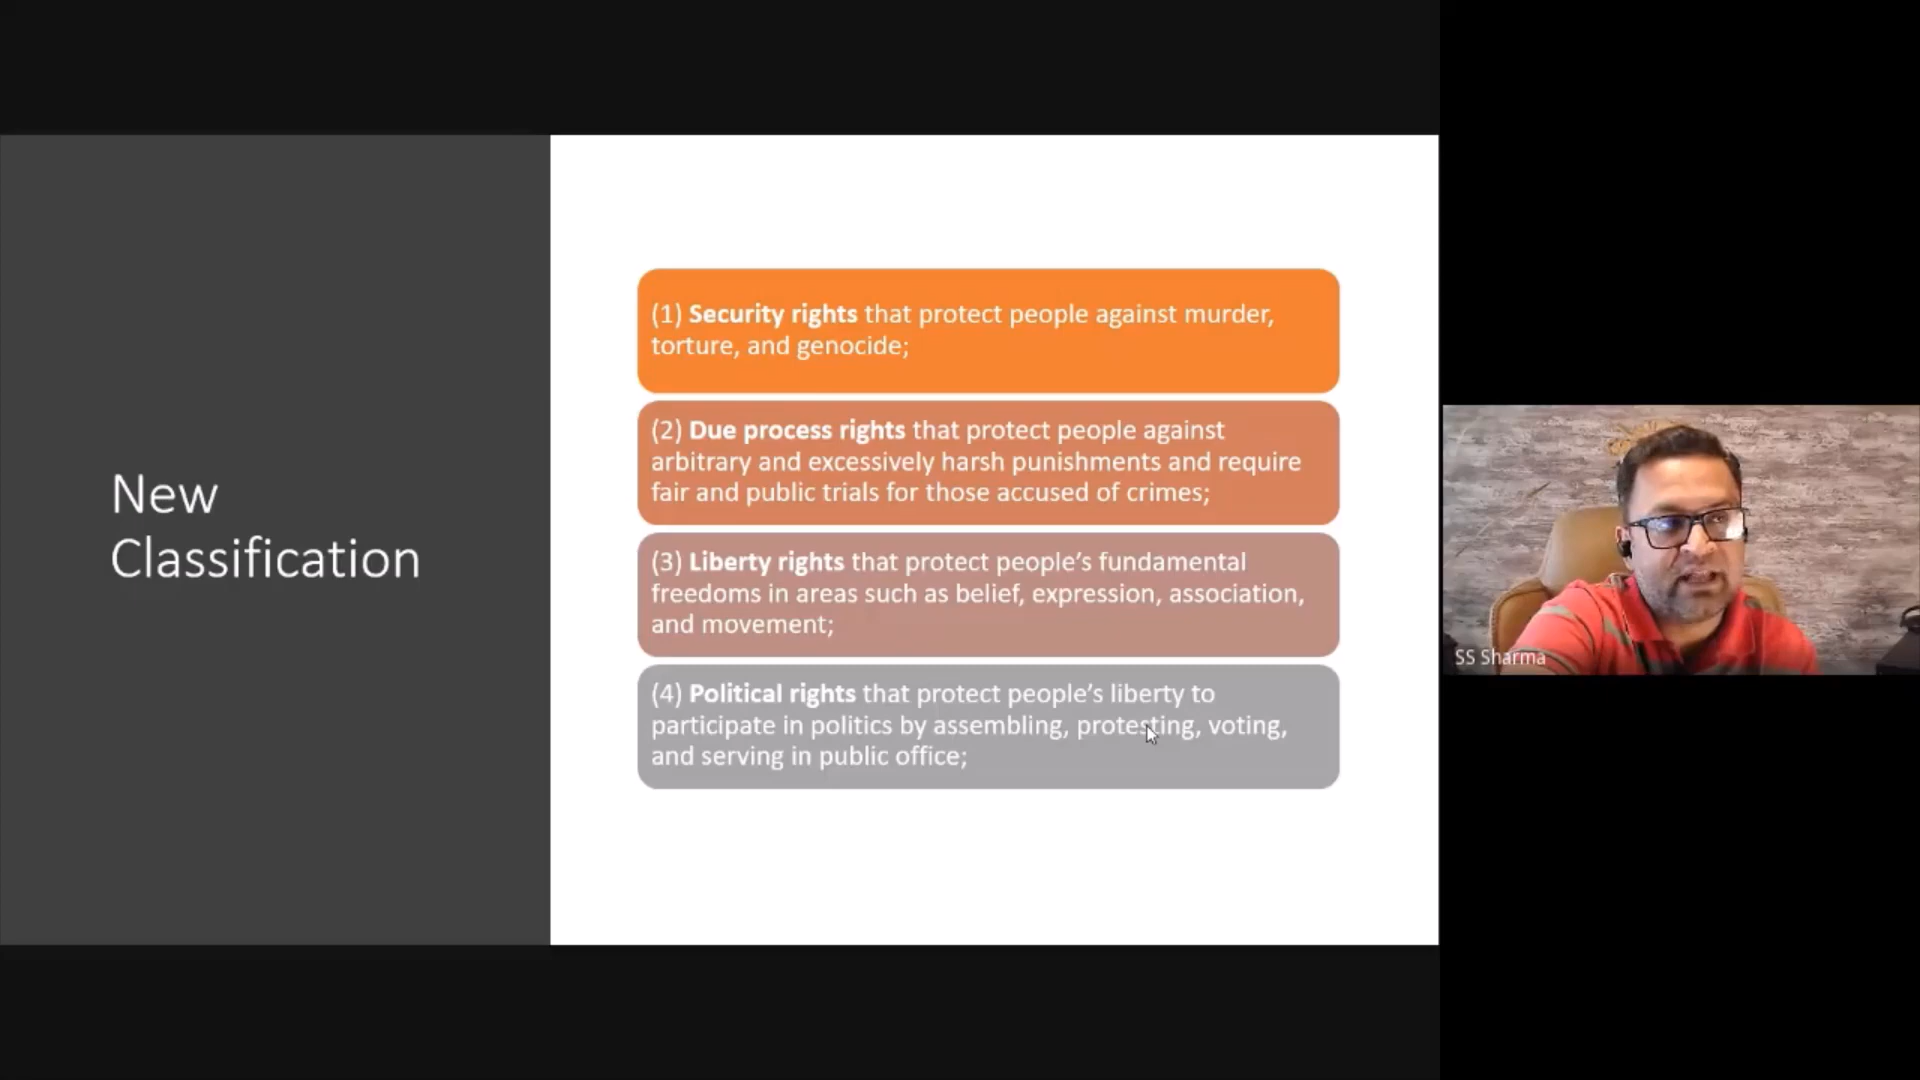 New
Classification
(1) Security rights that protect people against murder,
torture, and genocide;
(2) Due process rights that protect people against
arbitrary and excessively harsh punishments and require
fair and public trials for those accused of crimes;
(3) Liberty rights that protect people’s fundamental
freedoms in areas such as belief, expression, association,
and movement;
(4) Political rights that protect people’s liberty to
participate in politics by assembling, protesting, voting,
and serving in public office;
SS Sharma